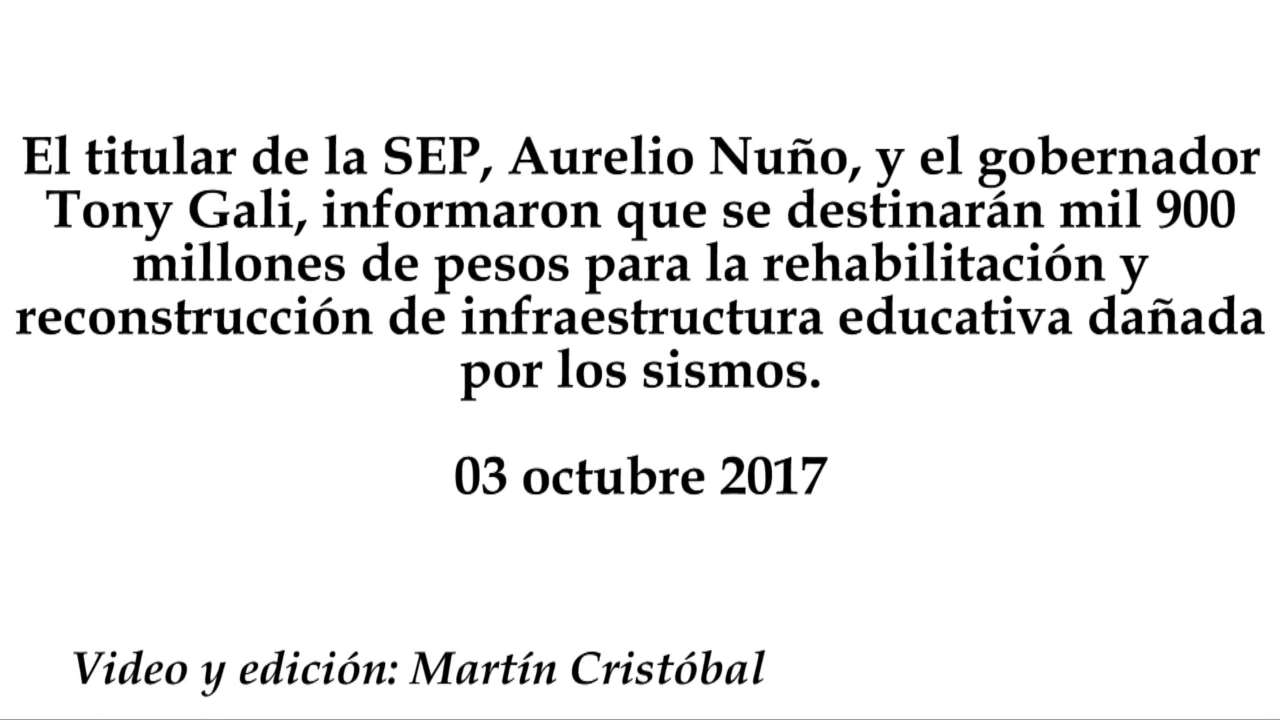 El titular de la SEP, Aurelio Nuño, y el gobernador
Tony Gali, informaron que se destinarán mil 900
millones de pesos para la rehabilitación y
reconstrucción de infraestructura educativa dañada
por los sismos.
03 octubre 2017
Video y edición: Martín Cristóbal